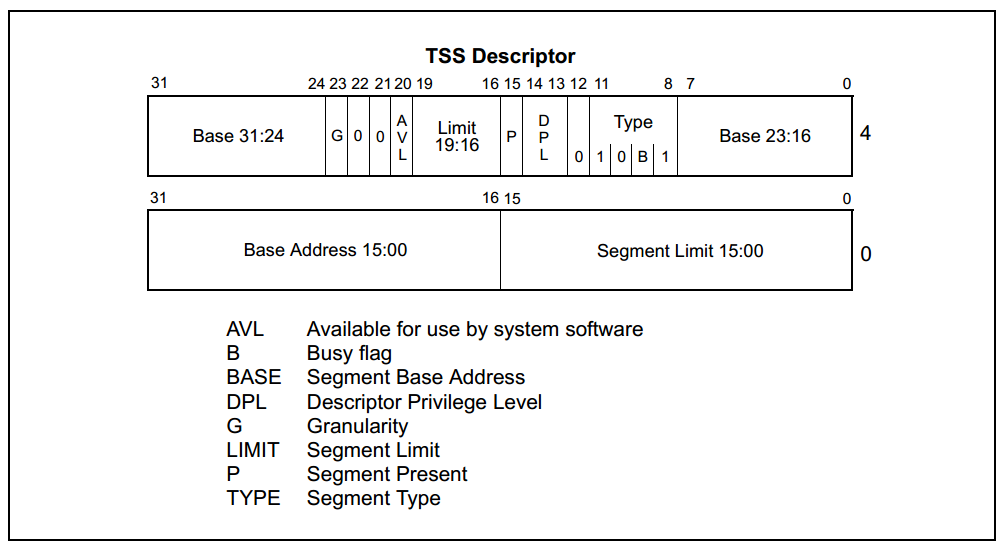 TSS Descriptor
31 24 23 22 21 20 19 16 15 14 13 12 11 8 7 0
Base 31:24 G 0 0 AVL Limit 19:16 P DPL 0 Type 1 0 B 1 Base 23:16 4
31 16 15 0
Base Address 15:00 Segment Limit 15:00 0
AVL Available for use by system software
B Busy flag
BASE Segment Base Address
DPL Descriptor Privilege Level
G Granularity
LIMIT Segment Limit
P Segment Present
TYPE Segment Type